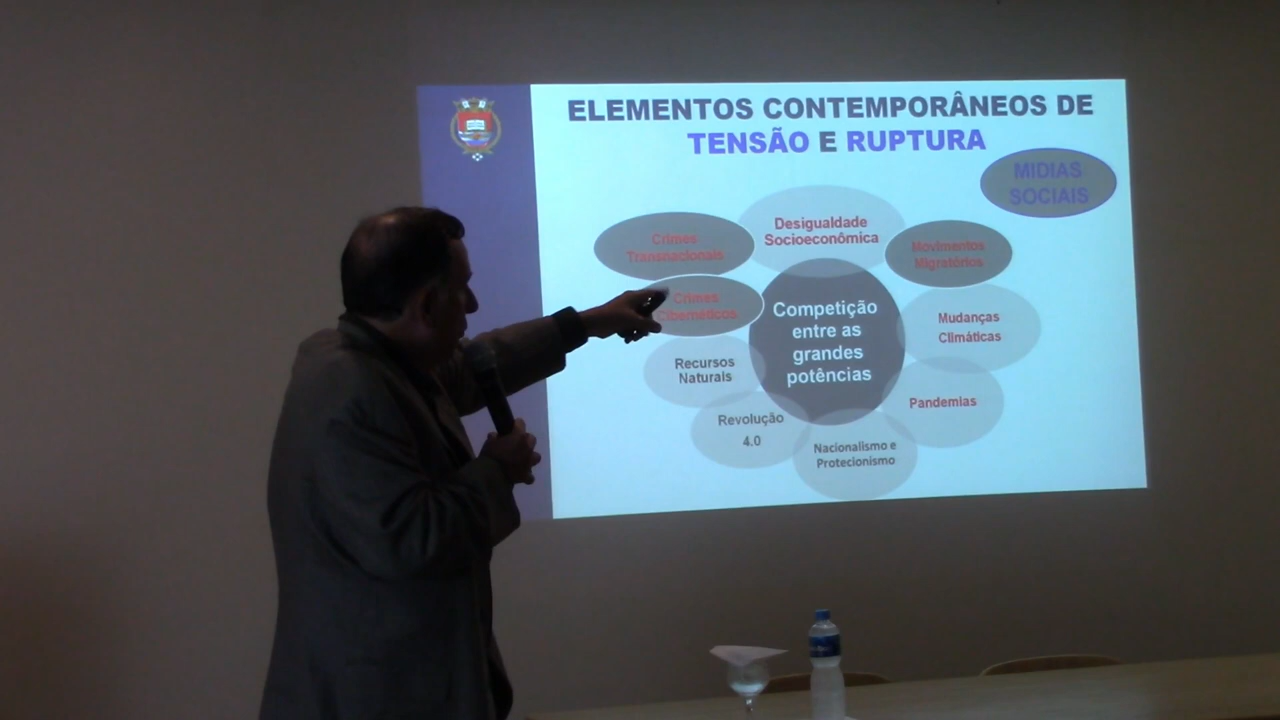 ELEMENTOS CONTEMPORÂNEOS DE
TENSÃO E RUPTURA
MIDIAS
SOCIAIS
Desigualdade
Socioeconômica
Crimes
Transnacionais
Movimentos
Migratórios
Crimes
Cibernéticos
Competição
entre as
grandes
potências
Mudanças
Climáticas
Recursos
Naturais
Pandemias
Revolução
4.0
Nacionalismo e
Protecionismo